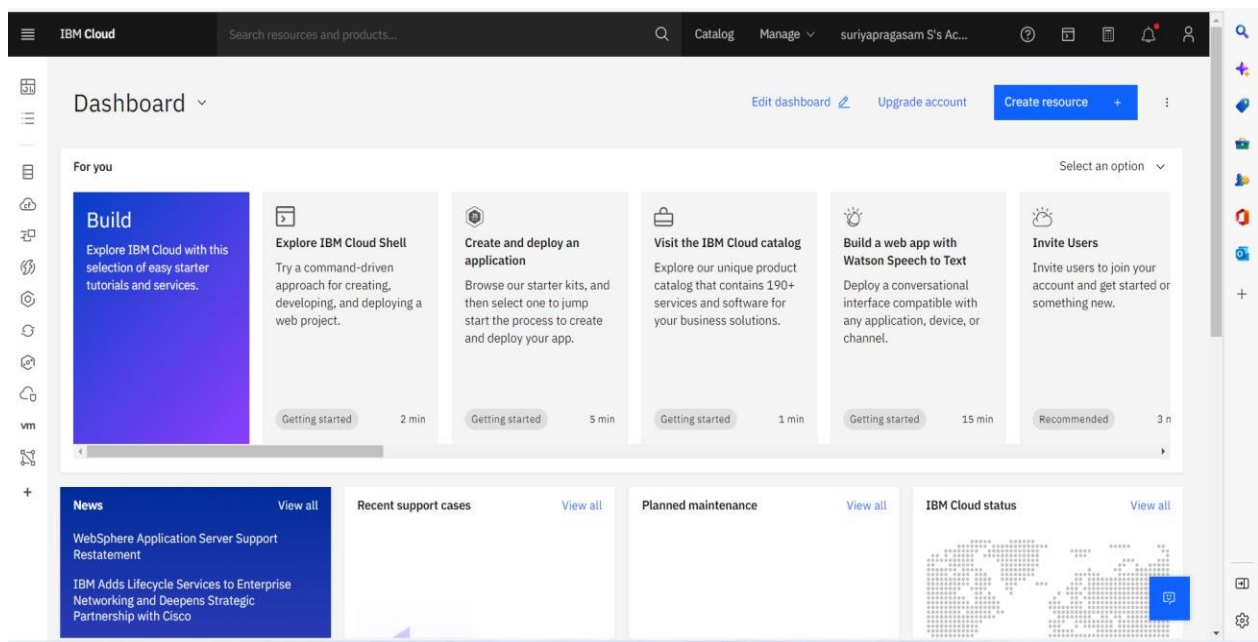 IBM Cloud
Search resources and products...
Catalog
Manage
suriyapragasam S's Ac...
Dashboard
Edit dashboard
Upgrade account
Create resource +
For you
Select an option
Build
Explore IBM Cloud with this
selection of easy starter
tutorials and services.
Explore IBM Cloud Shell
Try a command-driven
approach for creating,
developing, and deploying a
web project.
Getting started
2 min
Create and deploy an
application
Browse our starter kits, and
then select one to jump
start the process to create
and deploy your app.
Getting started
5 min
Visit the IBM Cloud catalog
Explore our unique product
catalog that contains 190+
services and software for
your business solutions.
Getting started
1 min
Build a web app with
Watson Speech to Text
Deploy a conversational
interface compatible with
any application, device, or
channel.
Getting started
15 min
Invite Users
Invite users to join your
account and get started or
something new.
Recommended
3 n
vm
News
View all
WebSphere Application Server Support
Restatement
IBM Adds Lifecycle Services to Enterprise
Networking and Deepens Strategic
Partnership with Cisco
Recent support cases
View all
Planned maintenance
View all
IBM Cloud status
View all